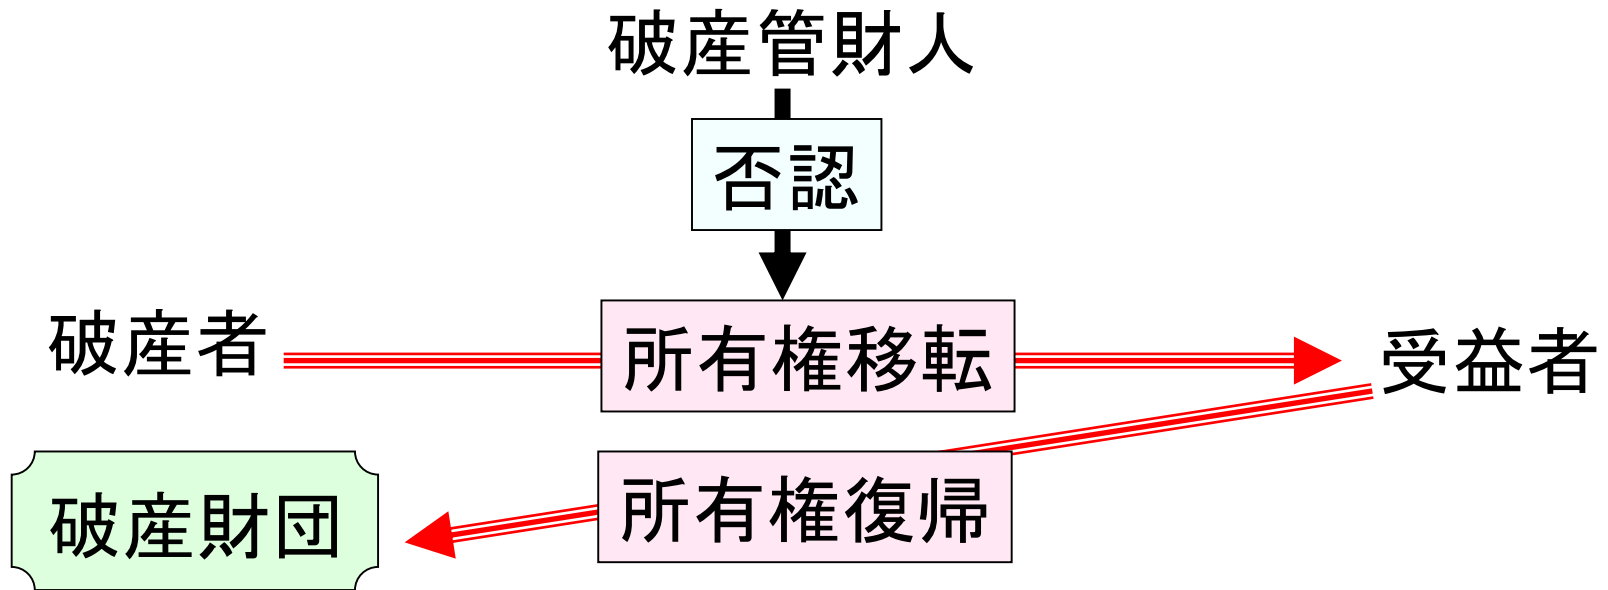 破産管財人
否認
破産者
所有権移転
受益者
破産財団
所有権復帰